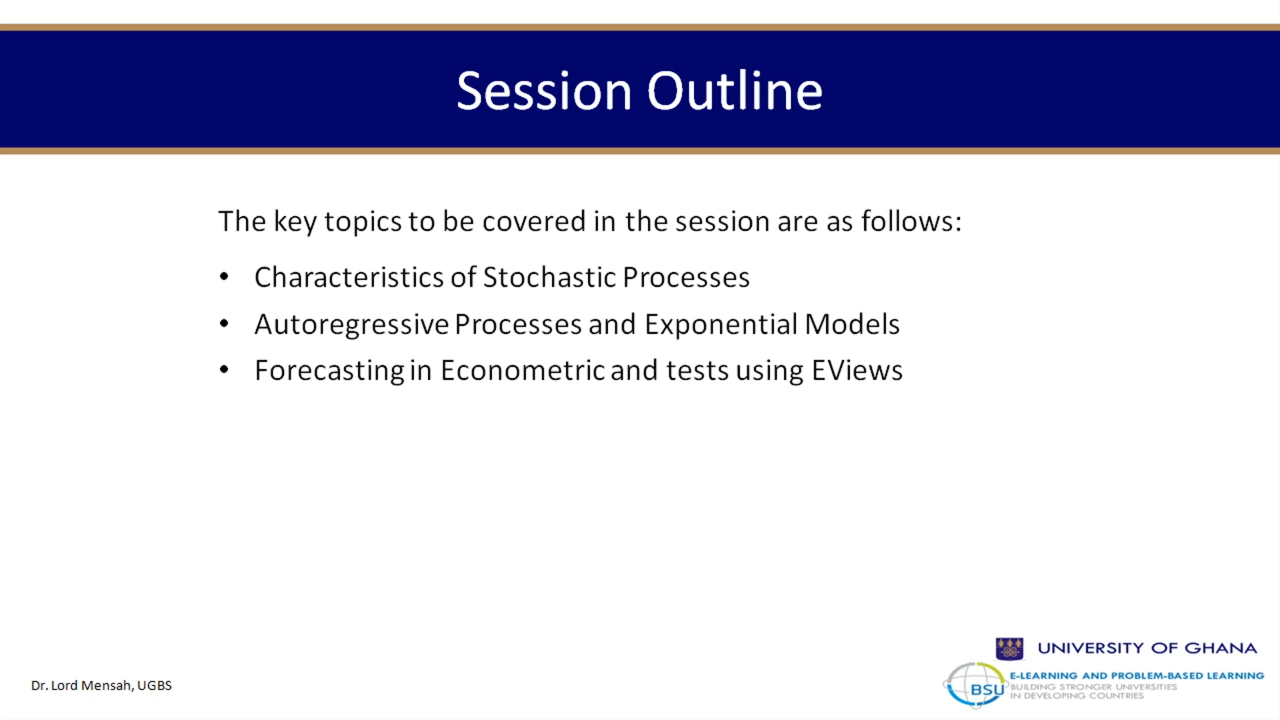 Session Outline
The key topics to be covered in the session are as follows:
• Characteristics of Stochastic Processes
• Autoregressive Processes and Exponential Models
• Forecasting in Econometric and tests using EViews
Dr. Lord Mensah, UGBS
UNIVERSITY OF GHANA
BSU
E-LEARNING AND PROBLEM-BASED LEARNING
BUILDING STRONGER UNIVERSITIES
IN DEVELOPING COUNTRIES